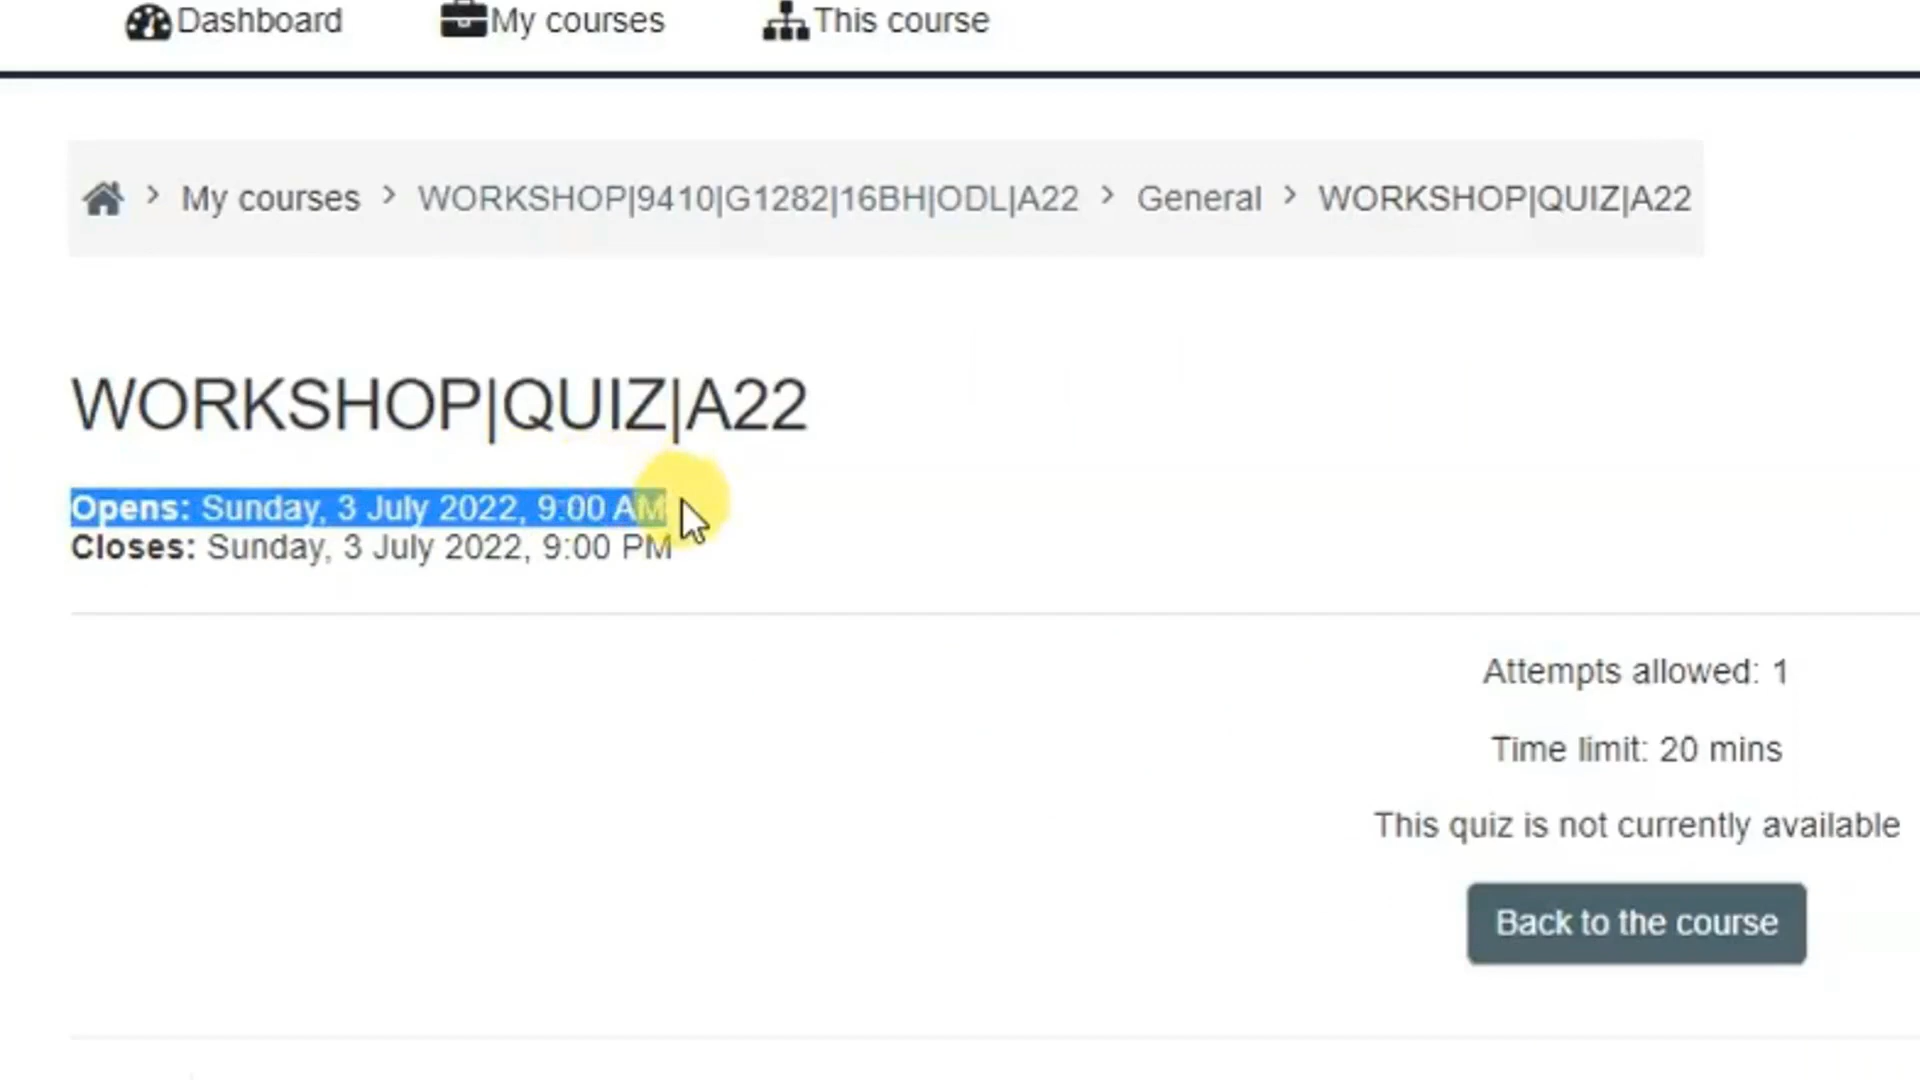 Dashboard My courses This course
My courses > WORKSHOP|9410|G1282|16BH|ODL|A22 > General > WORKSHOP|QUIZ|A22
WORKSHOP|QUIZ|A22
Opens: Sunday, 3 July 2022, 9:00 AM
Closes: Sunday, 3 July 2022, 9:00 PM
Attempts allowed: 1
Time limit: 20 mins
This quiz is not currently available
Back to the course